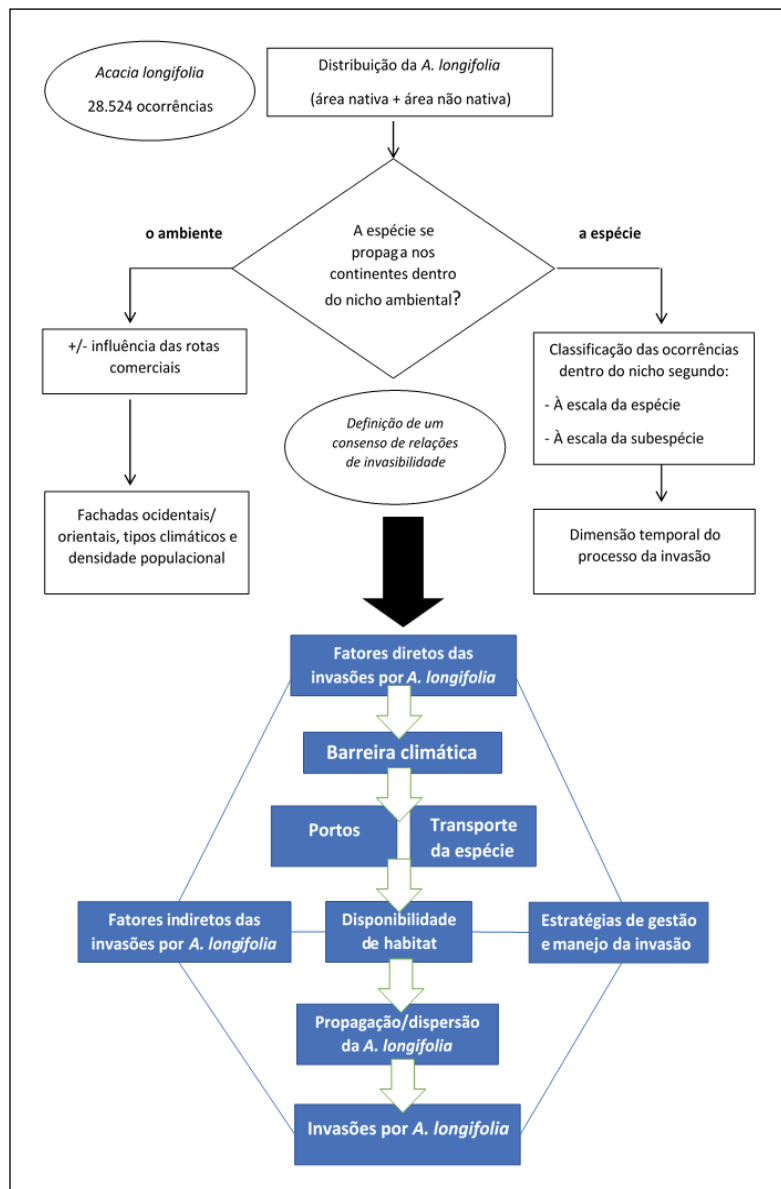 Acacia longifolia
28.524 ocorrências
Distribuição da A. longifolia
(área nativa + área não nativa)
o ambiente
A espécie se
propaga nos
continentes dentro
do nicho ambiental?
a espécie
+/- influência das rotas
comerciais
Classificação das ocorrências
dentro do nicho segundo:
- À escala da espécie
- À escala da subespécie
Definição de um
consenso de relações
de invasibilidade
Fachadas ocidentais/
orientais, tipos climáticos e
densidade populacional
Dimensão temporal do
processo da invasão
Fatores diretos das
invasões por A. longifolia
Barreira climática
Portos
Transporte
da espécie
Fatores indiretos das
invasões por A. longifolia
Disponibilidade
de habitat
Estratégias de gestão
e manejo da invasão
Propagação/dispersão
da A. longifolia
Invasões por A. longifolia